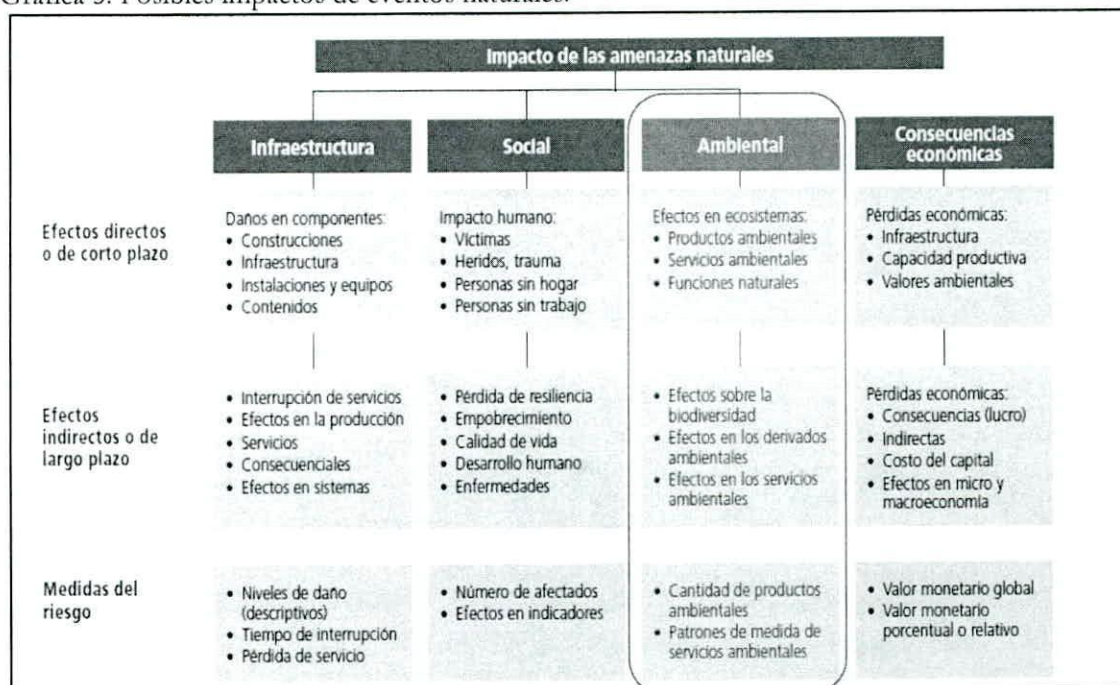 Gráfica 3. Posibles impactos de eventos naturales.
Impacto de las amenazas naturales
Infraestructura
Social
Ambiental
Consecuencias
económicas
Efectos directos
o de corto plazo
Daños en componentes:
• Construcciones
• Infraestructura
• Instalaciones y equipos
• Contenidos
Impacto humano:
• Víctimas
• Heridos, trauma
• Personas sin hogar
• Personas sin trabajo
Efectos en ecosistemas:
• Productos ambientales
• Servicios ambientales
• Funciones naturales
Pérdidas económicas:
• Infraestructura
• Capacidad productiva
• Valores ambientales
Efectos
indirectos o de
largo plazo
• Interrupción de servicios
• Efectos en la producción
• Servicios
• Consecuenciales
• Efectos en sistemas
• Pérdida de resiliencia
• Empobrecimiento
• Calidad de vida
• Desarrollo humano
• Enfermedades
• Efectos sobre la
biodiversidad
• Efectos en los derivados
ambientales
• Efectos en los servicios
ambientales
Pérdidas económicas:
• Consecuencias (lucro)
• Indirectas
• Costo del capital
• Efectos en micro y
macroeconomía
Medidas del
riesgo
• Niveles de daño
(descriptivos)
• Tiempo de interrupción
• Pérdida de servicio
• Número de afectados
• Efectos en indicadores
• Cantidad de productos
ambientales
• Patrones de medida de
servicios ambientales
• Valor monetario global
• Valor monetario
porcentual o relativo